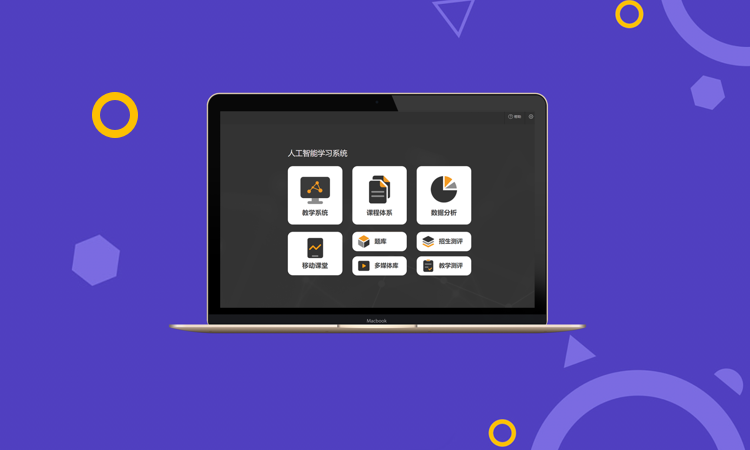 帮助
人工智能学习系统
教学系统
课程体系
数据分析
移动课堂
题库
招生测评
多媒体库
教学测评
Macbook